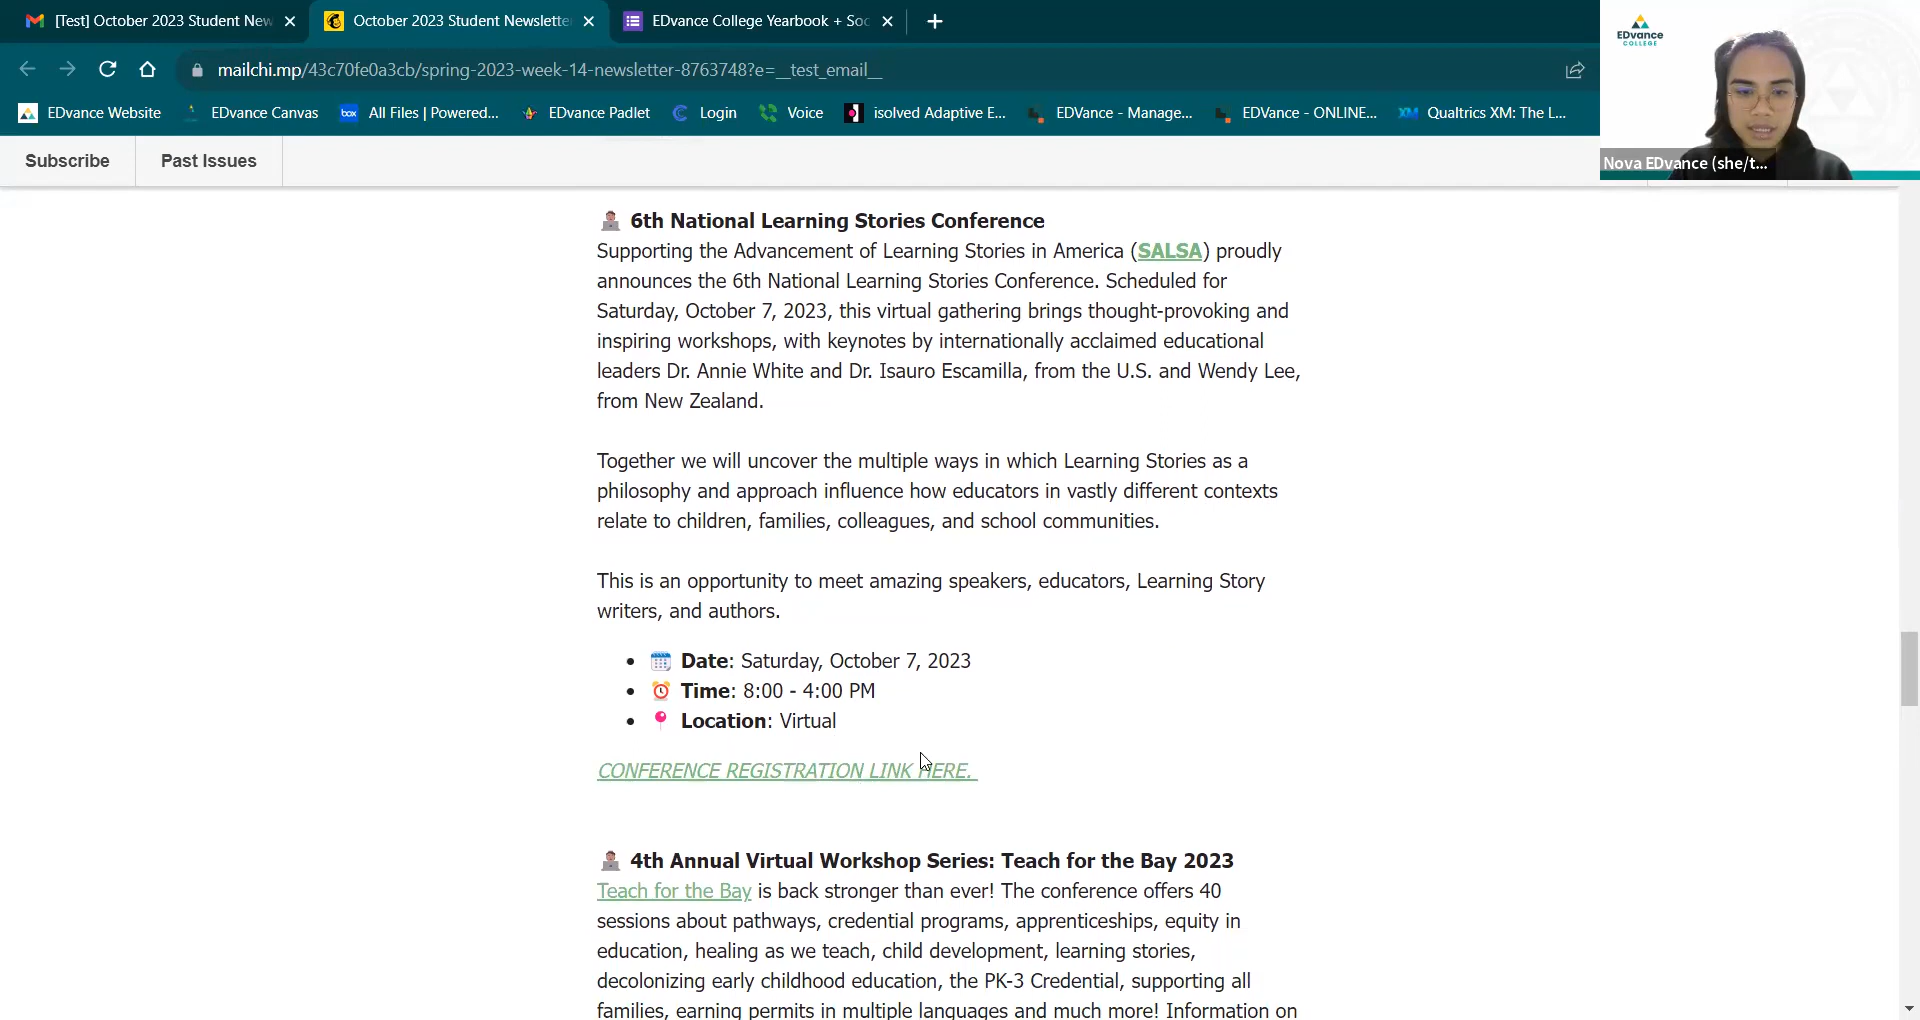 [Test] October 2023 Student New
October 2023 Student Newslette
EDvance College Yearbook + Soc
mailchi.mp/43c70fe0a3cb/spring-2023-week-14-newsletter-8763748?e=__test_email__
EDvance Website
EDvance Canvas
box
All Files | Powered...
EDvance Padlet
Login
Voice
isolved Adaptive E...
EDVance - Manage...
EDVance - ONLINE...
XM
Qualtrics XM: The L...
EDvance
COLLEGE
Nova EDvance (she/t...
Subscribe
Past Issues
6th National Learning Stories Conference
Supporting the Advancement of Learning Stories in America (SALSA) proudly
announces the 6th National Learning Stories Conference. Scheduled for
Saturday, October 7, 2023, this virtual gathering brings thought-provoking and
inspiring workshops, with keynotes by internationally acclaimed educational
leaders Dr. Annie White and Dr. Isauro Escamilla, from the U.S. and Wendy Lee,
from New Zealand.
Together we will uncover the multiple ways in which Learning Stories as a
philosophy and approach influence how educators in vastly different contexts
relate to children, families, colleagues, and school communities.
This is an opportunity to meet amazing speakers, educators, Learning Story
writers, and authors.
• 🗓 Date: Saturday, October 7, 2023
• ⏰ Time: 8:00 - 4:00 PM
• 📍 Location: Virtual
CONFERENCE REGISTRATION LINK HERE.
4th Annual Virtual Workshop Series: Teach for the Bay 2023
Teach for the Bay is back stronger than ever! The conference offers 40
sessions about pathways, credential programs, apprenticeships, equity in
education, healing as we teach, child development, learning stories,
decolonizing early childhood education, the PK-3 Credential, supporting all
families, earning permits in multiple languages and much more! Information on